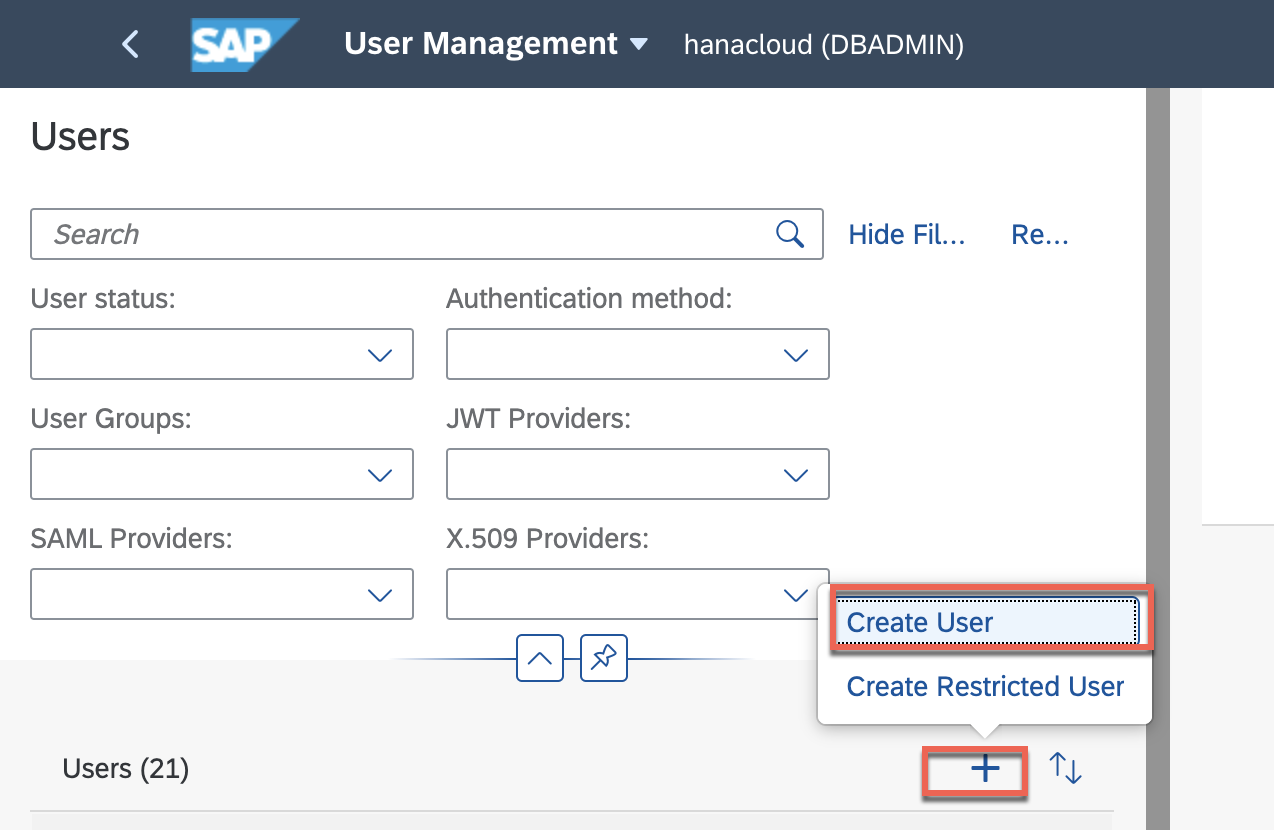 SAP User Management hanacloud (DBADMIN)
Users
Search Hide Fil... Re...
User status: Authentication method:
User Groups: JWT Providers:
SAML Providers: X.509 Providers:
Create User
Create Restricted User
Users (21)